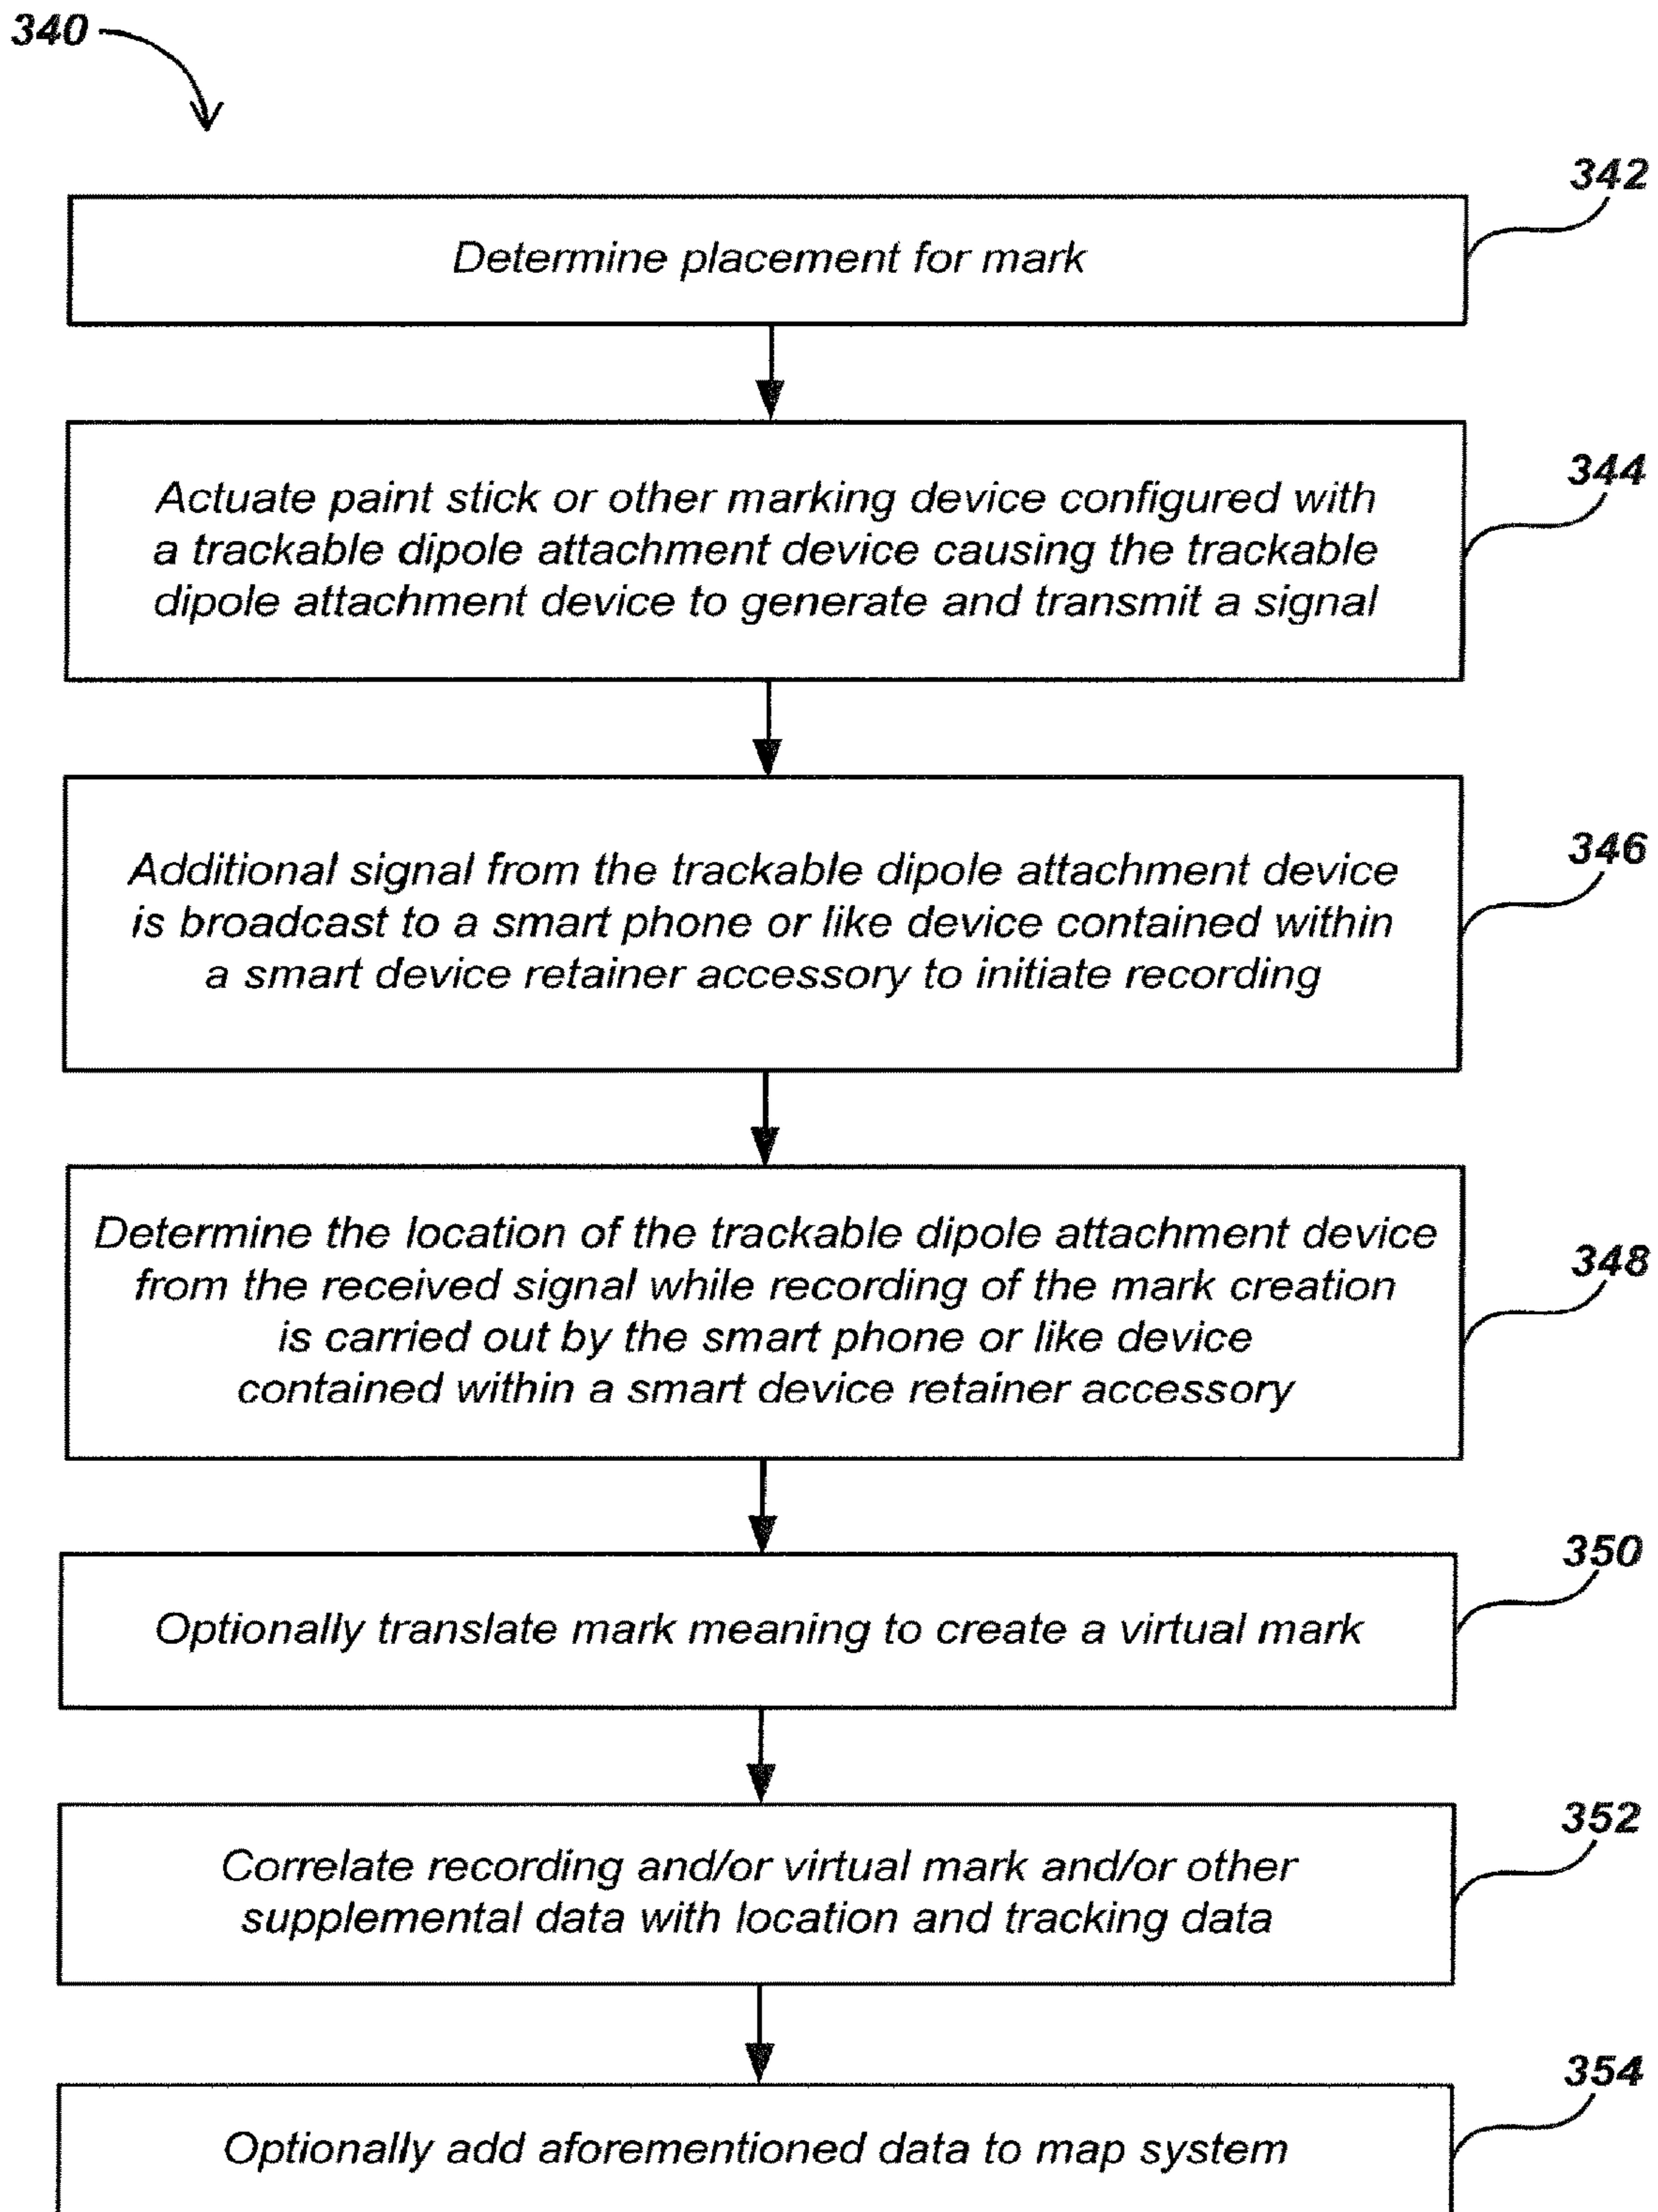 340
342
Determine placement for mark
344
Actuate paint stick or other marking device configured with
a trackable dipole attachment device causing the trackable
dipole attachment device to generate and transmit a signal
346
Additional signal from the trackable dipole attachment device
is broadcast to a smart phone or like device contained within
a smart device retainer accessory to initiate recording
348
Determine the location of the trackable dipole attachment device
from the received signal while recording of the mark creation
is carried out by the smart phone or like device
contained within a smart device retainer accessory
350
Optionally translate mark meaning to create a virtual mark
352
Correlate recording and/or virtual mark and/or other
supplemental data with location and tracking data
354
Optionally add aforementioned data to map system